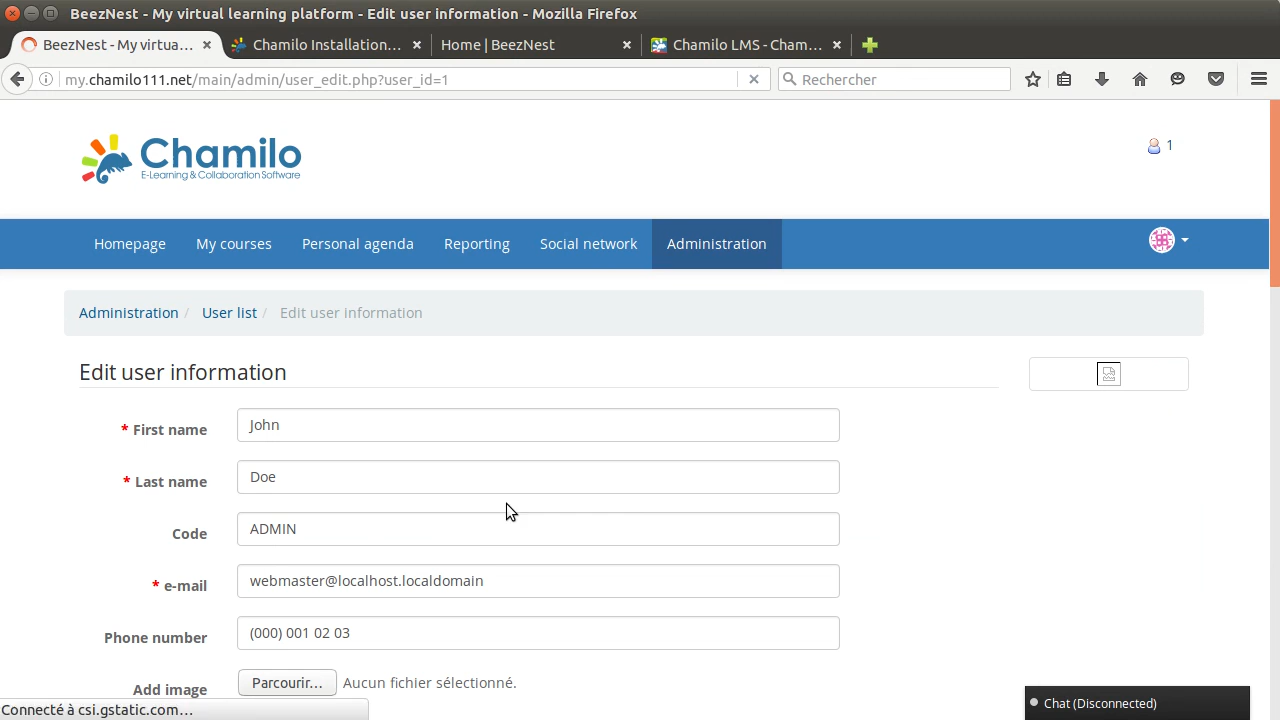 BeezNest - My virtual learning platform - Edit user information - Mozilla Firefox
BeezNest - My virtua... Chamilo Installation... Home | BeezNest Chamilo LMS - Cham...
my.chamilo111.net/main/admin/user_edit.php?user_id=1 Rechercher
Chamilo
E-Learning & Collaboration Software
1
Homepage My courses Personal agenda Reporting Social network Administration
Administration / User list / Edit user information
Edit user information
* First name John
* Last name Doe
Code ADMIN
* e-mail webmaster@localhost.localdomain
Phone number (000) 001 02 03
Add image Parcourir... Aucun fichier sélectionné.
Connecté à csi.gstatic.com... Chat (Disconnected)